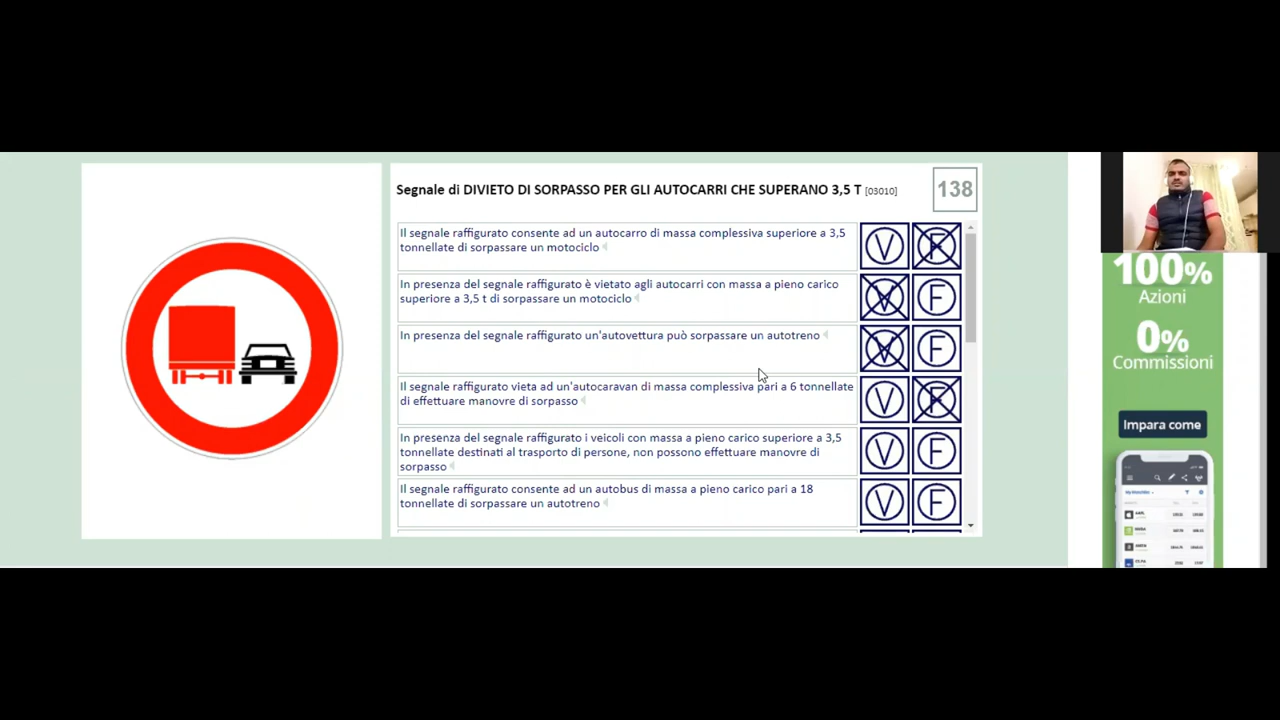 Segnale di DIVIETO DI SORPASSO PER GLI AUTOCARRI CHE SUPERANO 3,5 T [03010]
138
Il segnale raffigurato consente ad un autocarro di massa complessiva superiore a 3,5
tonnellate di sorpassare un motociclo
V F
In presenza del segnale raffigurato è vietato agli autocarri con massa a pieno carico
superiore a 3,5 t di sorpassare un motociclo
V F
In presenza del segnale raffigurato un'autovettura può sorpassare un autotreno
V F
Il segnale raffigurato vieta ad un'autocaravan di massa complessiva pari a 6 tonnellate
di effettuare manovre di sorpasso
V F
In presenza del segnale raffigurato i veicoli con massa a pieno carico superiore a 3,5
tonnellate destinati al trasporto di persone, non possono effettuare manovre di
sorpasso
V F
Il segnale raffigurato consente ad un autobus di massa a pieno carico pari a 18
tonnellate di sorpassare un autotreno
V F
100%
Azioni
0%
Commissioni
Impara come